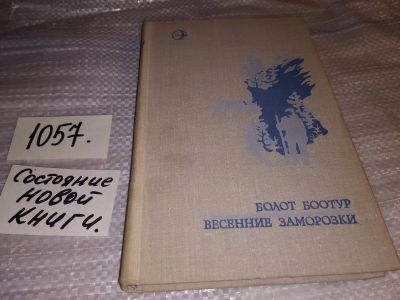 1057.
Состояние
новой
книги.
БОЛОТ БООТУР
ВЕСЕННИЕ ЗАМОРОЗКИ